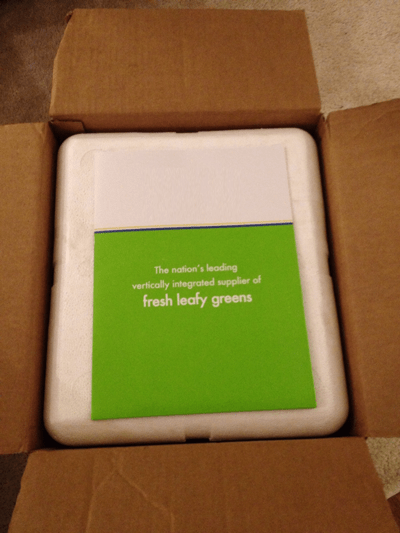 The nation's leading
vertically integrated supplier of
fresh leafy greens